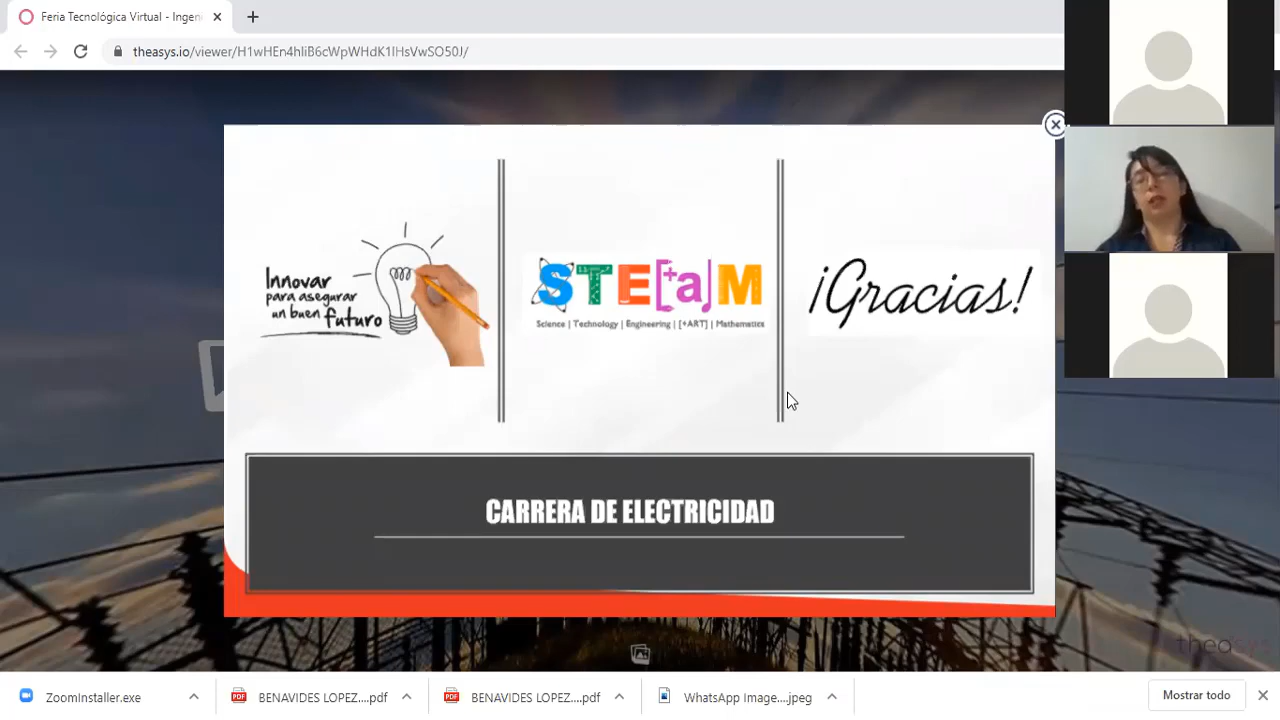 Feria Tecnológica Virtual - Ingeni
theasys.io/viewer/H1wHEn4hliB6cWpWHdK1lHsVwSO50J/
Innovar
para asegurar
un buen futuro
STE[+a]M
Science | Technology | Engineering | [+ART] | Mathematics
¡Gracias!
CARRERA DE ELECTRICIDAD
theasys
ZoomInstaller.exe
BENAVIDES LOPEZ....pdf
BENAVIDES LOPEZ....pdf
WhatsApp Image....jpeg
Mostrar todo